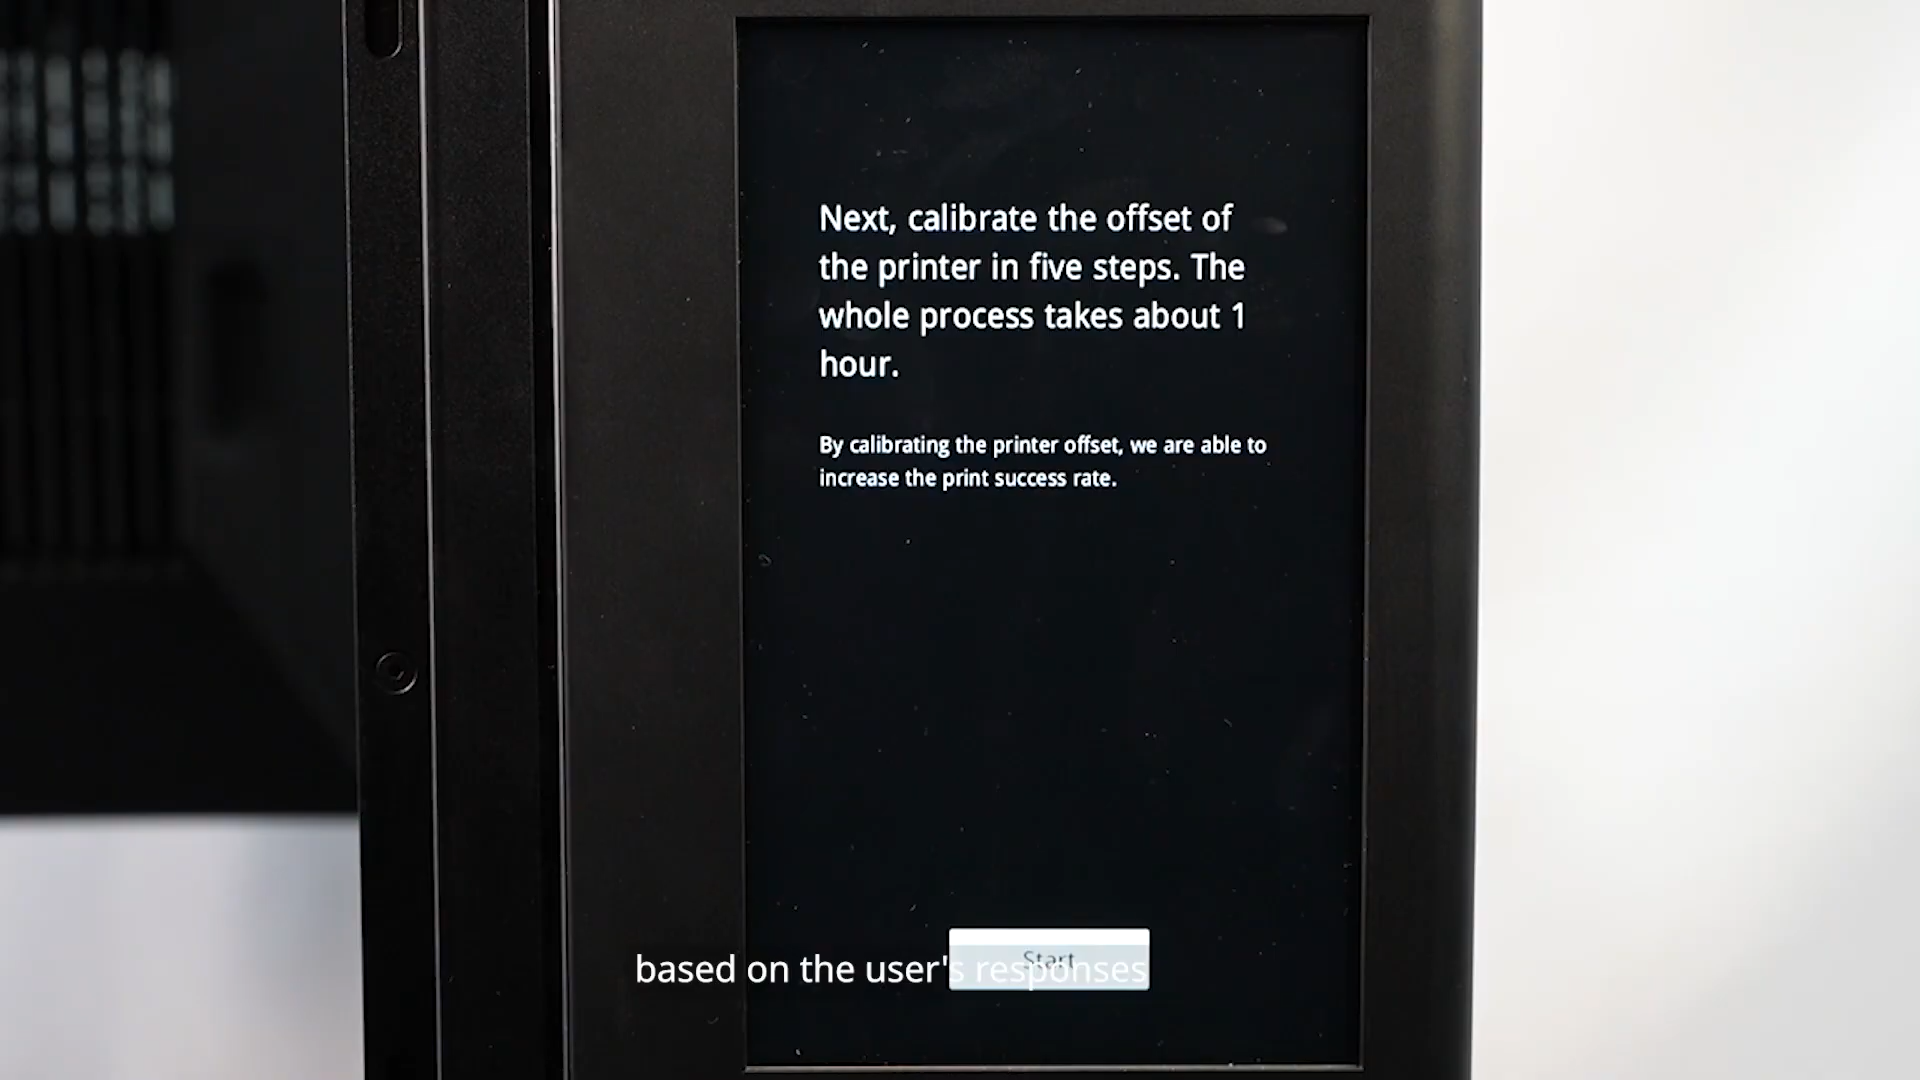 Next, calibrate the offset of
the printer in five steps. The
whole process takes about 1
hour.
By calibrating the printer offset, we are able to
increase the print success rate.
Start
based on the user's responses